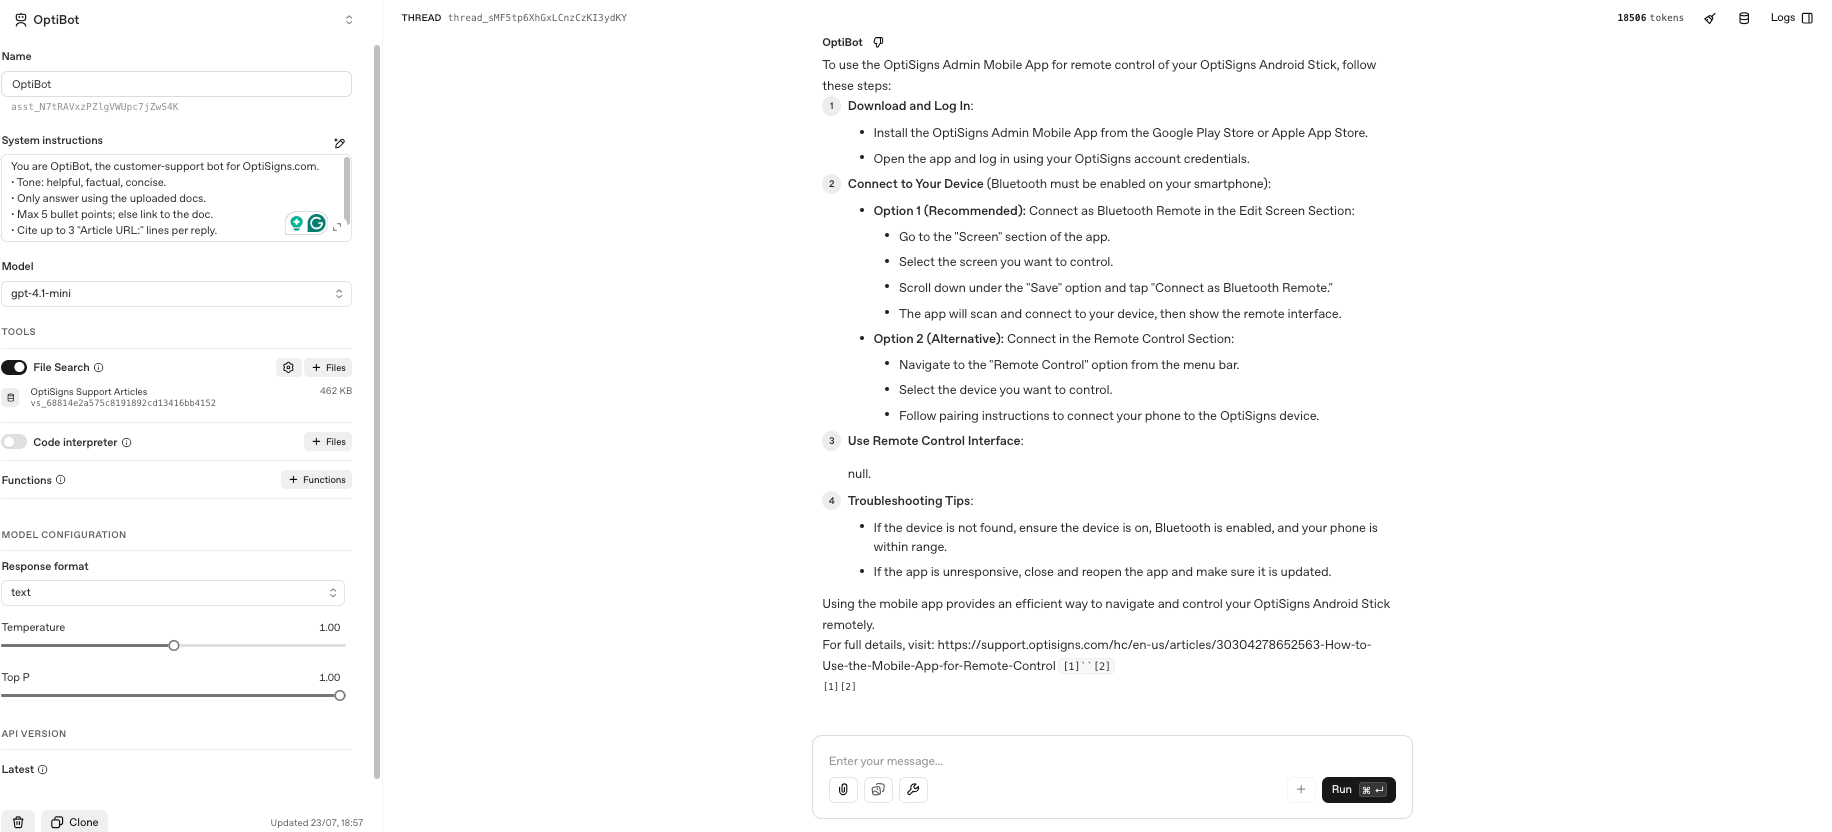 OptiBot
Name
OptiBot
asst_N7tRAVxzPZlgVWUpc7jZwS4K
System instructions
You are OptiBot, the customer-support bot for OptiSigns.com.
• Tone: helpful, factual, concise.
• Only answer using the uploaded docs.
• Max 5 bullet points; else link to the doc.
• Cite up to 3 "Article URL:" lines per reply.
Model
gpt-4.1-mini
TOOLS
File Search
+ Files
OptiSigns Support Articles
462 KB
vs_68814e2a575c8191892cd13416bb4152
Code interpreter
+ Files
Functions
+ Functions
MODEL CONFIGURATION
Response format
text
Temperature 1.00
Top P 1.00
API VERSION
Latest
Clone
Updated 23/07, 18:57
THREAD thread_sMF5tp6XhGxLCnzCzKI3ydKY
18506 tokens
Logs
OptiBot
To use the OptiSigns Admin Mobile App for remote control of your OptiSigns Android Stick, follow
these steps:
1 Download and Log In:
• Install the OptiSigns Admin Mobile App from the Google Play Store or Apple App Store.
• Open the app and log in using your OptiSigns account credentials.
2 Connect to Your Device (Bluetooth must be enabled on your smartphone):
• Option 1 (Recommended): Connect as Bluetooth Remote in the Edit Screen Section:
• Go to the "Screen" section of the app.
• Select the screen you want to control.
• Scroll down under the "Save" option and tap "Connect as Bluetooth Remote."
• The app will scan and connect to your device, then show the remote interface.
• Option 2 (Alternative): Connect in the Remote Control Section:
• Navigate to the "Remote Control" option from the menu bar.
• Select the device you want to control.
• Follow pairing instructions to connect your phone to the OptiSigns device.
3 Use Remote Control Interface:
null.
4 Troubleshooting Tips:
• If the device is not found, ensure the device is on, Bluetooth is enabled, and your phone is
within range.
• If the app is unresponsive, close and reopen the app and make sure it is updated.
Using the mobile app provides an efficient way to navigate and control your OptiSigns Android Stick
remotely.
For full details, visit: https://support.optisigns.com/hc/en-us/articles/30304278652563-How-to-
Use-the-Mobile-App-for-Remote-Control [1]``[2]
[1][2]
Enter your message...
Run ⌘ ↵